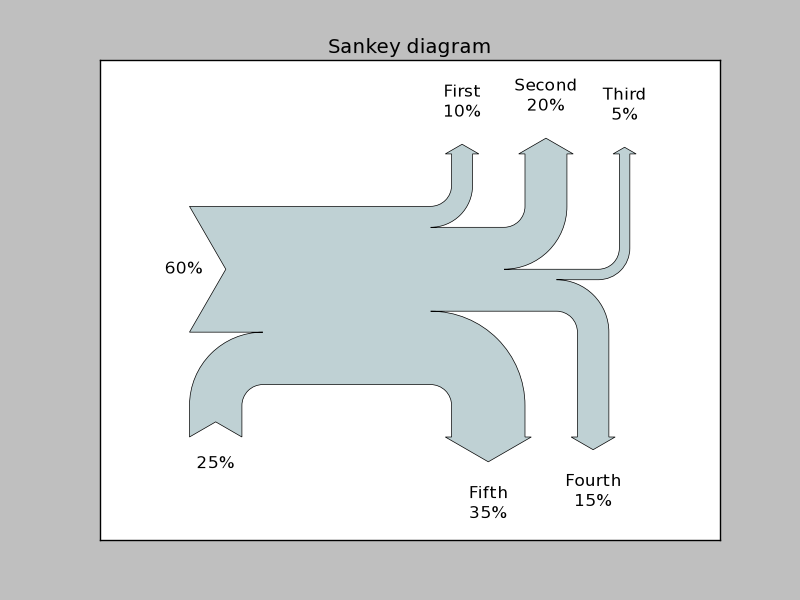 Sankey diagram
First
10%
Second
20%
Third
5%
60%
25%
Fifth
35%
Fourth
15%